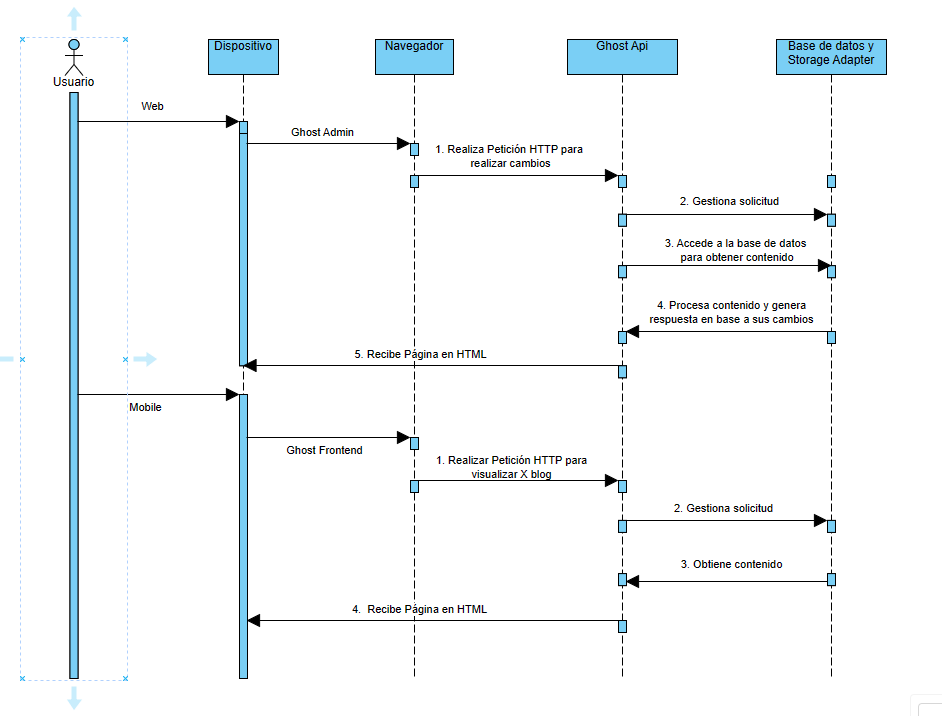 Dispositivo
Navegador
Ghost Api
Base de datos y
Storage Adapter
Usuario
Web
Ghost Admin
1. Realiza Petición HTTP para
realizar cambios
2. Gestiona solicitud
3. Accede a la base de datos
para obtener contenido
4. Procesa contenido y genera
respuesta en base a sus cambios
5. Recibe Página en HTML
Mobile
Ghost Frontend
1. Realizar Petición HTTP para
visualizar X blog
2. Gestiona solicitud
3. Obtiene contenido
4. Recibe Página en HTML